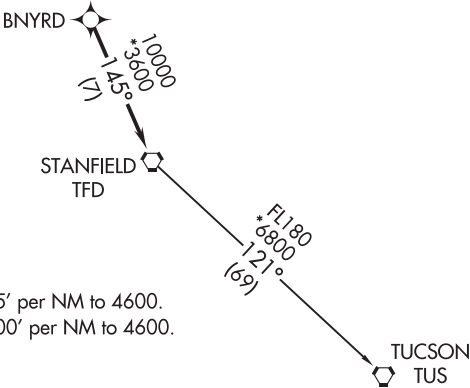 BNYRD
10000
*3600
145°
(7)
STANFIELD
TFD
FL180
*6800
121°
(69)
5’ per NM to 4600.
00’ per NM to 4600.
TUCSON
TUS